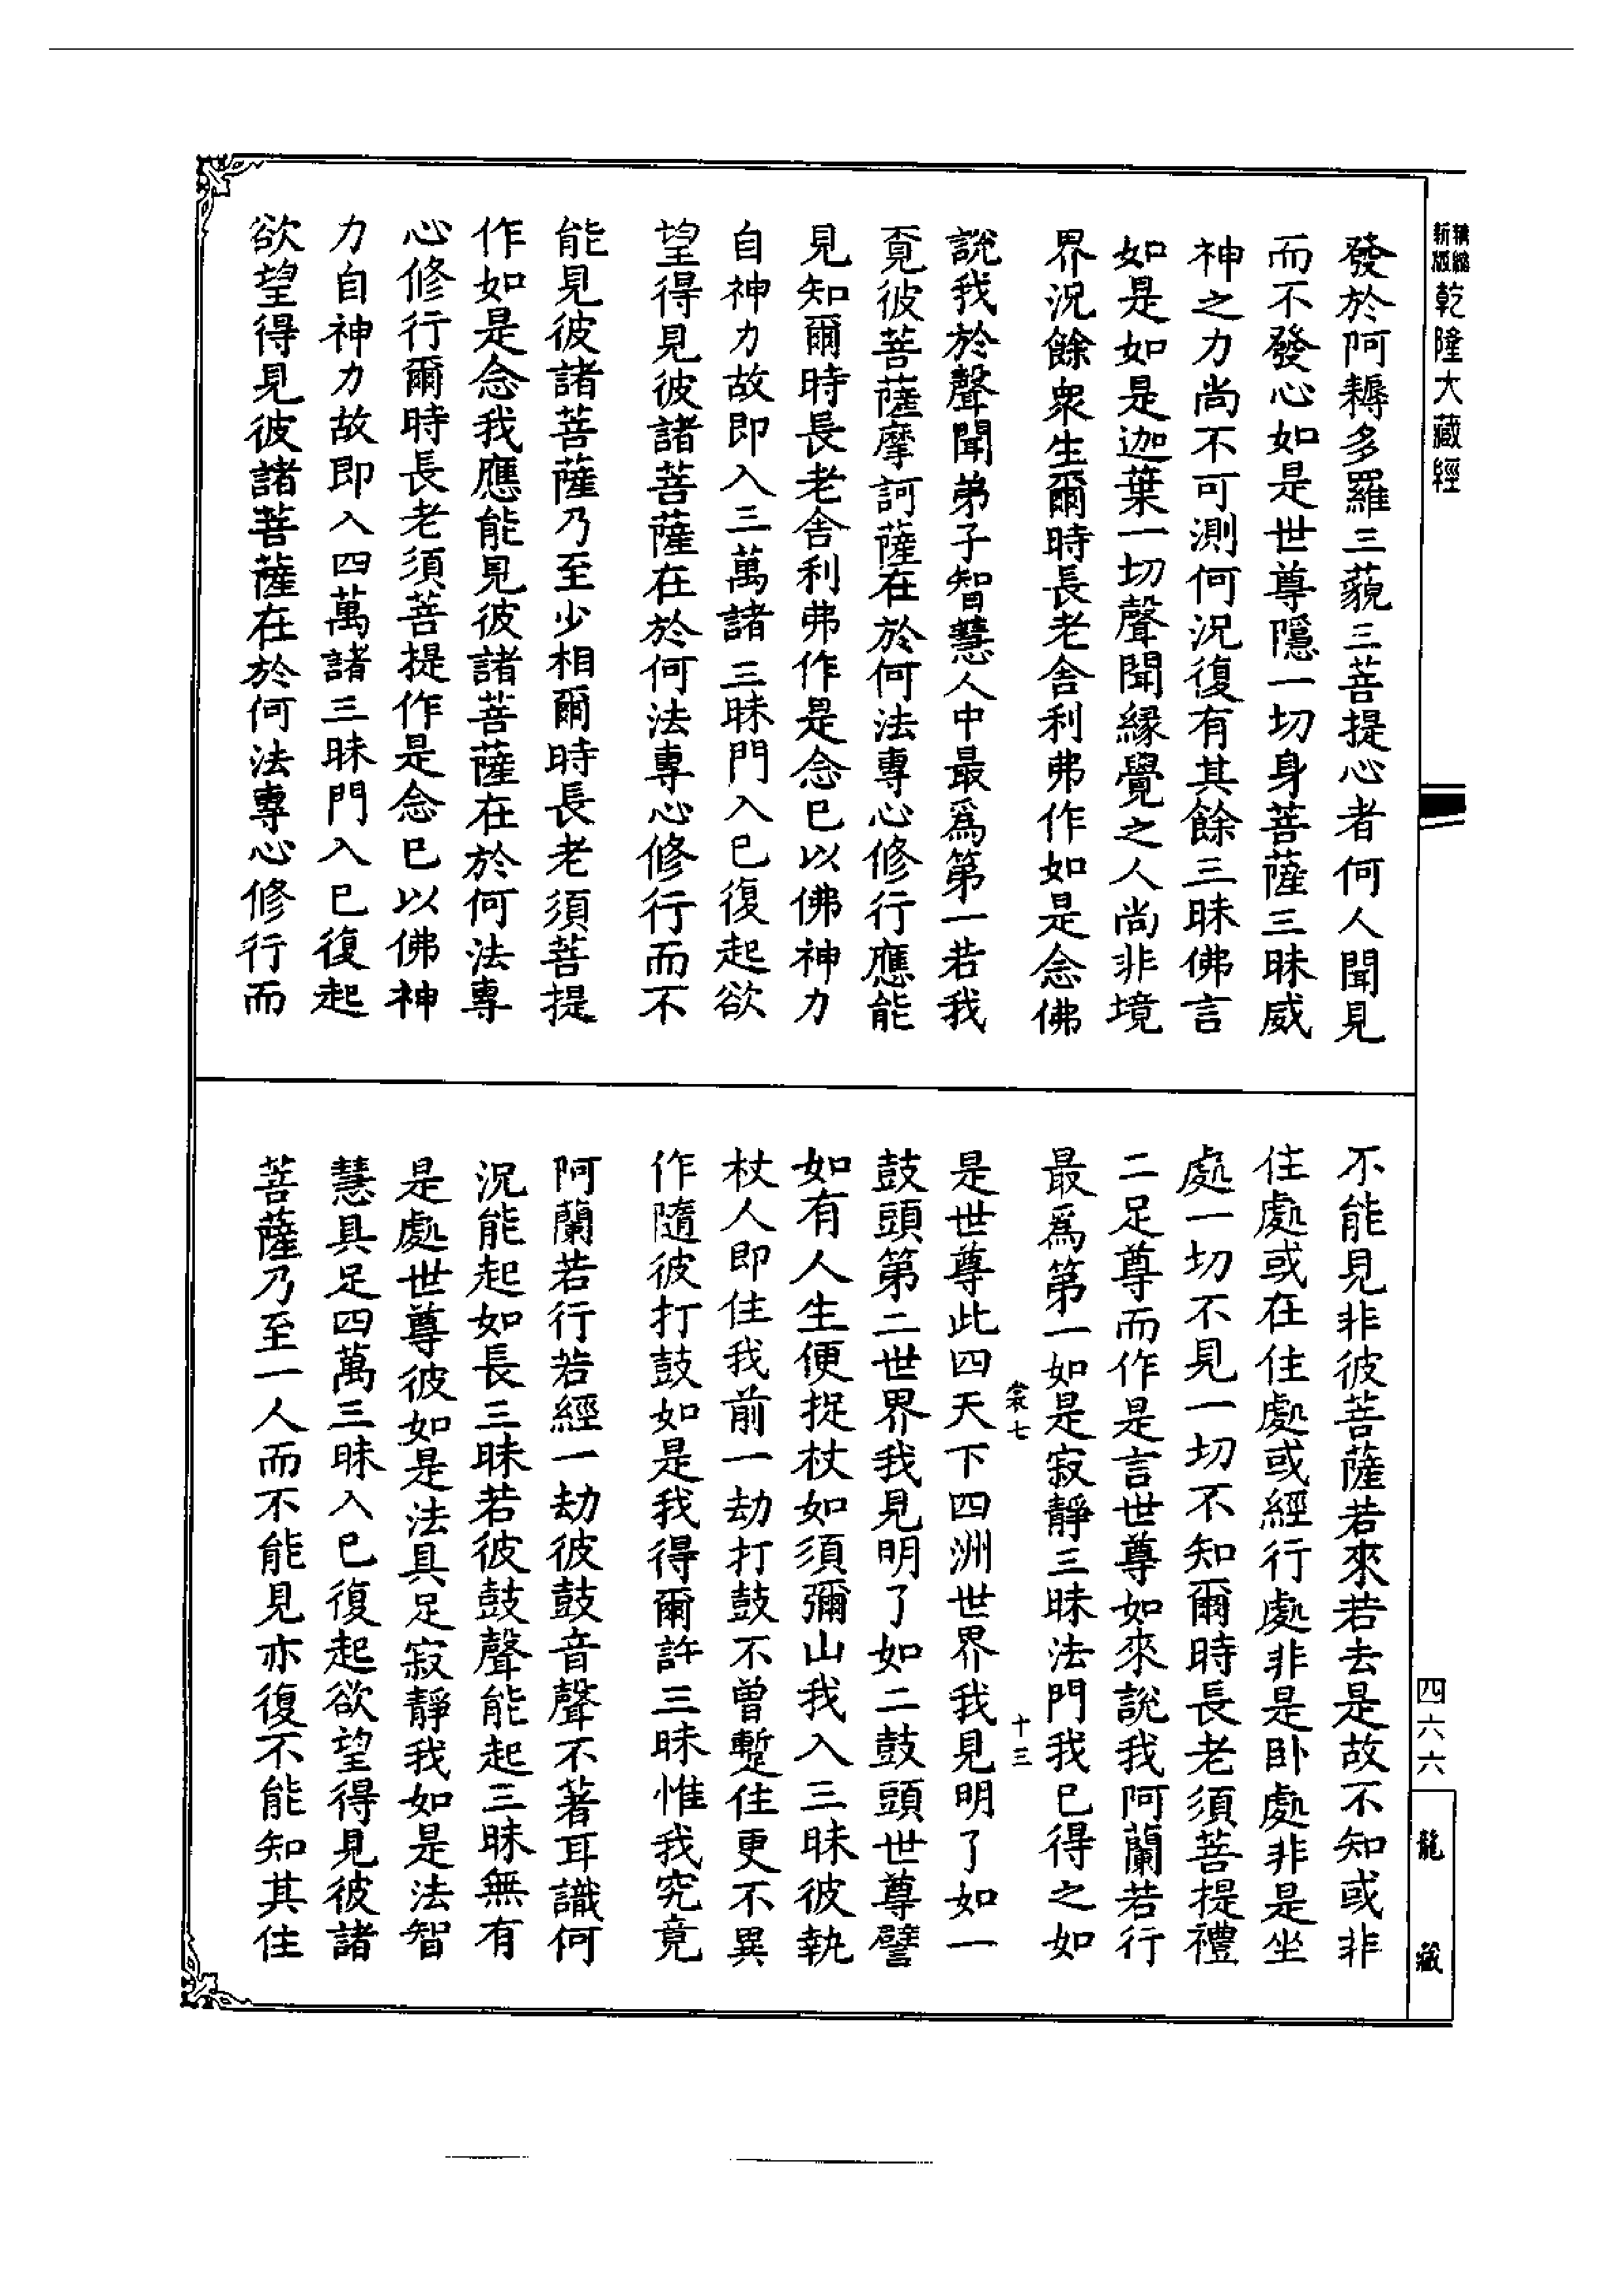 新版
精縮
乾隆大藏經
發於阿耨多羅三藐三菩提心者何人聞見
而不發心如是世尊隱一切身菩薩三昧威
神之力尚不可測何況復有其餘三昧佛言
如是如是迦葉一切聲聞緣覺之人尚非境
界況餘衆生爾時長老舍利弗作如是念佛
說我於聲聞弟子智慧人中最爲第一若我
覓彼菩薩摩訶薩在於何法專心修行應能
見知爾時長老舍利弗作是念已以佛神力
自神力故即入三萬諸三昧門入已復起欲
望得見彼諸菩薩在於何法專心修行而不
能見彼諸菩薩乃至少相爾時長老須菩提
作如是念我應能見彼諸菩薩在於何法專
心修行爾時長老須菩提作是念已以佛神
力自神力故即入四萬諸三昧門入已復起
欲望得見彼諸菩薩在於何法專心修行而
不能見非彼菩薩若來若去是故不知或非
住處或在住處或經行處非是卧處非是坐
處一切不見一切不知爾時長老須菩提禮
二足尊而作是言世尊如來說我阿蘭若行
最爲第一如是寂靜三昧法門我已得之如
裳七
十三
是世尊此四天下四洲世界我見明了如一
鼓頭第二世界我見明了如二鼓頭世尊譬
如有人生便捉杖如須彌山我入三昧彼執
杖人即住我前一劫打鼓不曾蹔住更不異
作隨彼打鼓如是我得爾許三昧惟我究竟
阿蘭若行若經一劫彼鼓音聲不著耳識何
況能起如長三昧若彼鼓聲能起三昧無有
是處世尊彼如是法具足寂靜我如是法智
慧具足四萬三昧入已復起欲望得見彼諸
菩薩乃至一人而不能見亦復不能知其住
四六六
龍藏